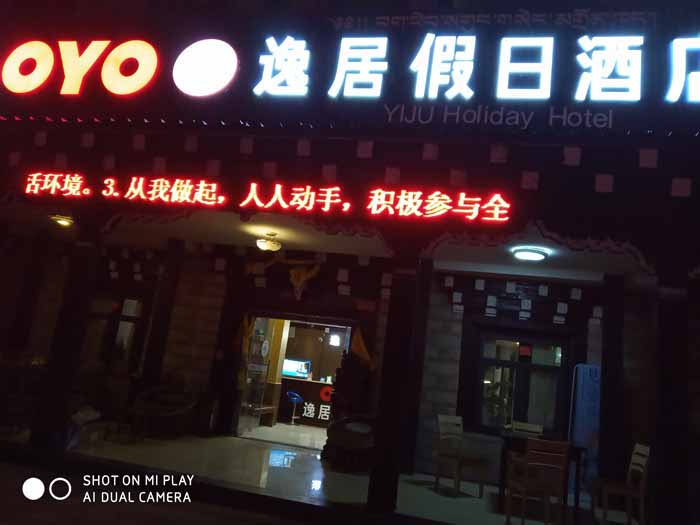 OYO 逸居假日酒店
YIJU Holiday Hotel
活环境。3.从我做起，人人动手，积极参与全
逸居
SHOT ON MI PLAY
AI DUAL CAMERA